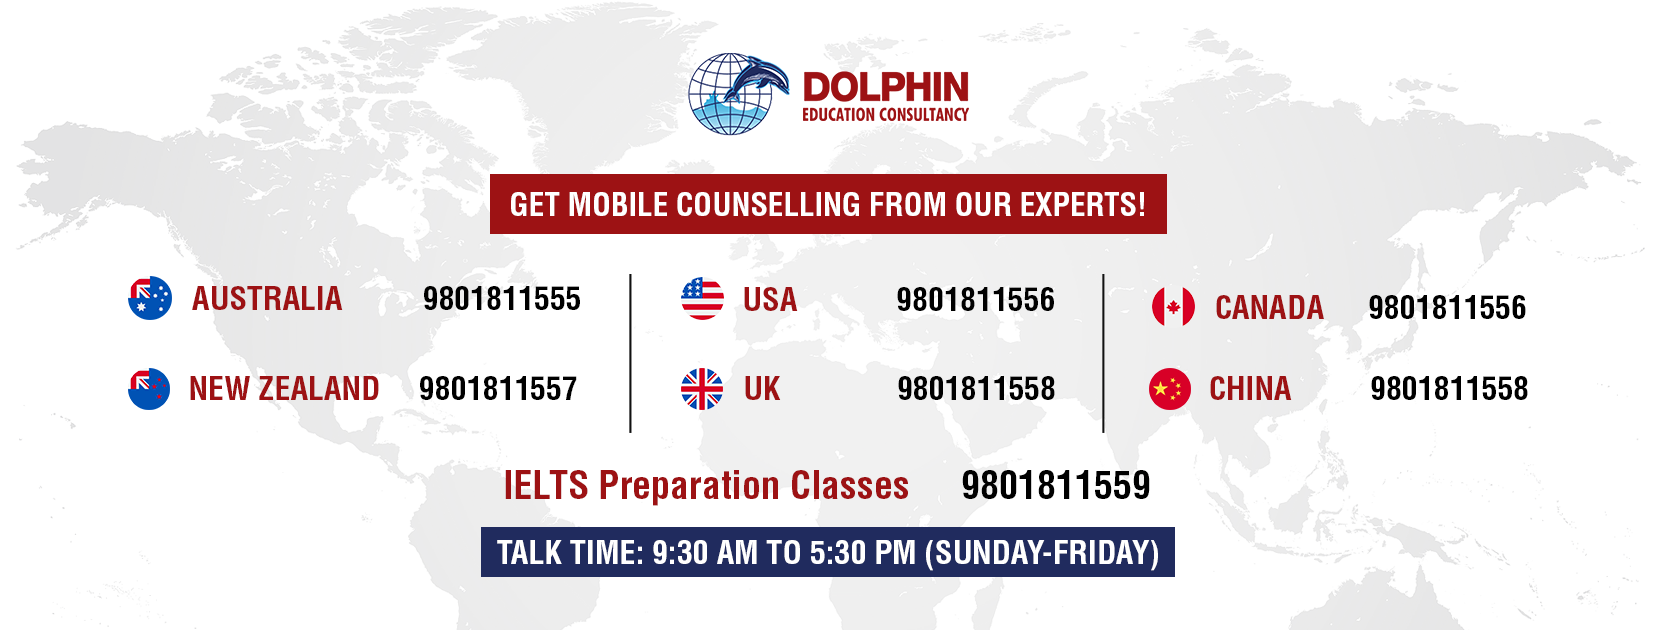 DOLPHIN
EDUCATION CONSULTANCY
GET MOBILE COUNSELLING FROM OUR EXPERTS!
AUSTRALIA 9801811555
USA 9801811556
CANADA 9801811556
NEW ZEALAND 9801811557
UK 9801811558
CHINA 9801811558
IELTS Preparation Classes 9801811559
TALK TIME: 9:30 AM TO 5:30 PM (SUNDAY-FRIDAY)